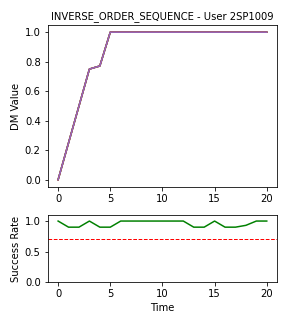 INVERSE_ORDER_SEQUENCE - User 2SP1009
1.0
0.8
0.6
0.4
0.2
0.0
DM Value
0 5 10 15 20
1.0
0.5
0.0
Success Rate
0 5 10 15 20
Time